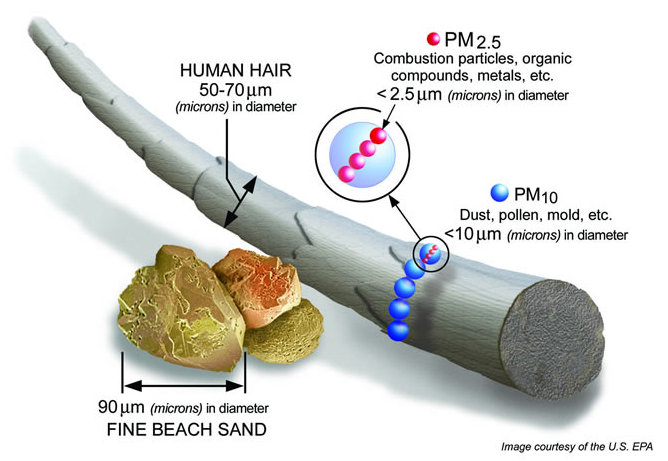 HUMAN HAIR
50-70µm
(microns) in diameter
PM2.5
Combustion particles, organic
compounds, metals, etc.
< 2.5µm (microns) in diameter
PM10
Dust, pollen, mold, etc.
<10µm (microns) in diameter
90µm (microns) in diameter
FINE BEACH SAND
Image courtesy of the U.S. EPA